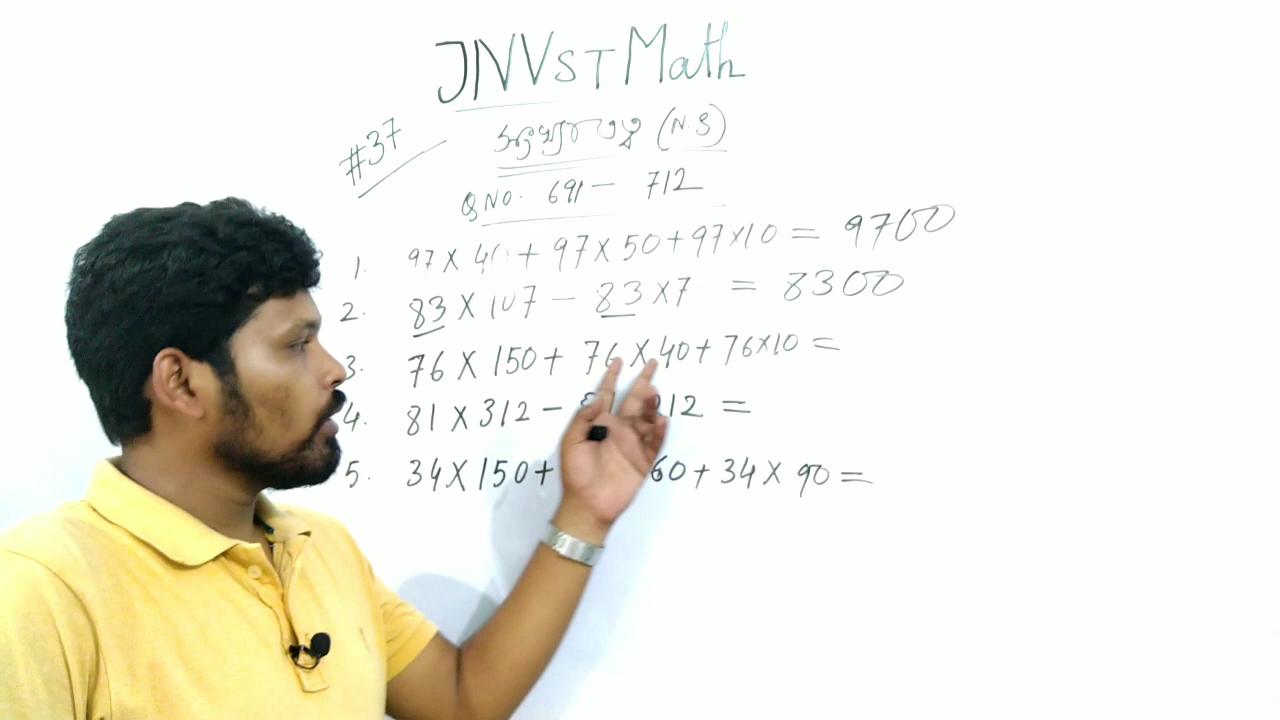 JNVST Math
#37
(N.S)
Q NO. 691 - 712
1. 97 X 40 + 97 X 50 + 97 X 10 = 9700
2. 83 X 107 - 83 X 7 = 8300
3. 76 X 150 + 76 X 40 + 76 X 10 =
4. 81 X 312 - 8 212 =
5. 34 X 150 + 60 + 34 X 90 =